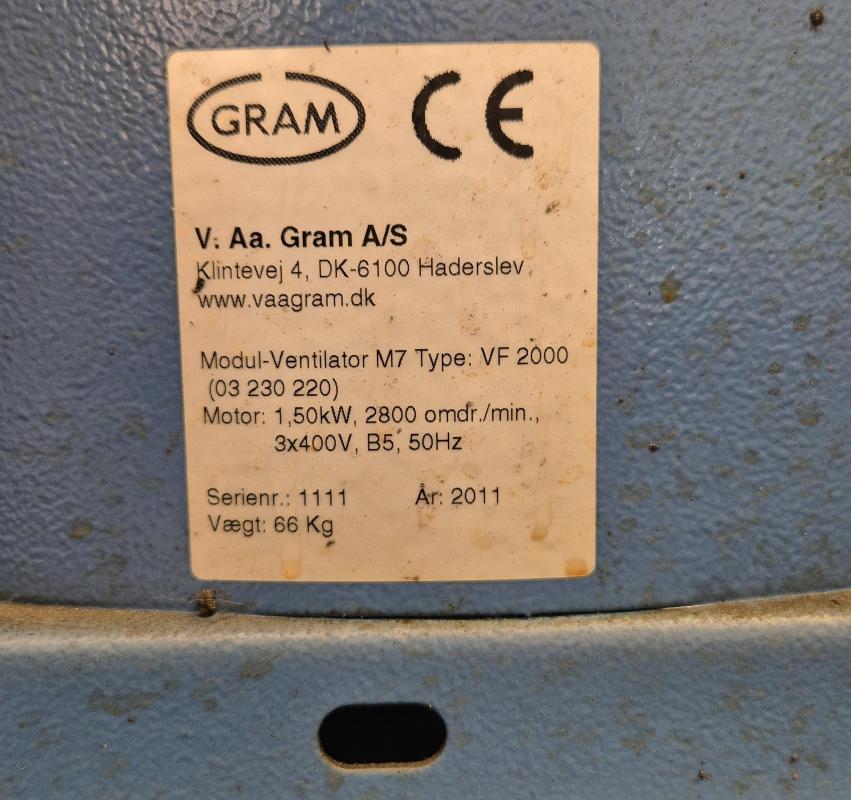 GRAM CE
V. Aa. Gram A/S
Klintevej 4, DK-6100 Haderslev
www.vaagram.dk
Modul-Ventilator M7 Type: VF 2000
(03 230 220)
Motor: 1,50kW, 2800 omdr./min.,
3x400V, B5, 50Hz
Serienr.: 1111 År: 2011
Vægt: 66 Kg